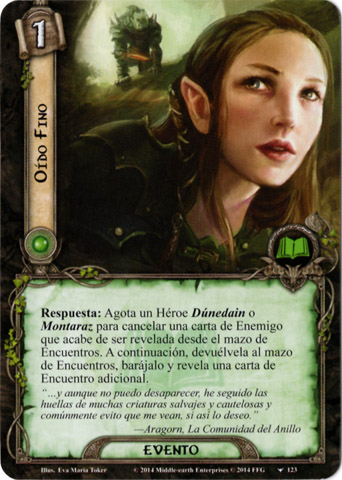 1
OÍDO FINO
Respuesta: Agota un Héroe Dúnedain o
Montaraz para cancelar una carta de Enemigo
que acabe de ser revelada desde el mazo de
Encuentros. A continuación, devuélvela al mazo
de Encuentros, barájalo y revela una carta de
Encuentro adicional.
“...y aunque no puedo desaparecer, he seguido las
huellas de muchas criaturas salvajes y cautelosas y
comúnmente evito que me vean, si así lo deseo.”
—Aragorn, La Comunidad del Anillo
EVENTO
Illus. Eva Maria Toker © 2014 Middle-earth Enterprises © 2014 FFG 123